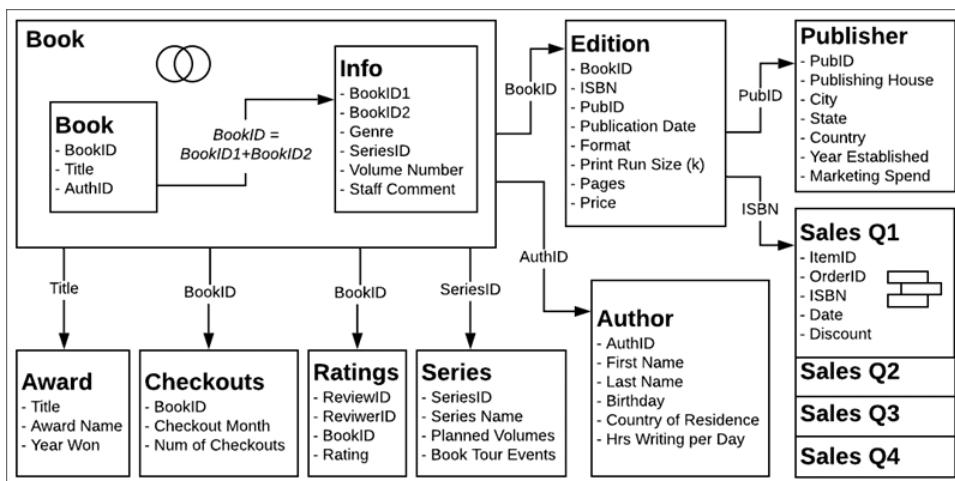 Book
Book
- BookID
- Title
- AuthID
BookID =
BookID1+BookID2
Info
- BookID1
- BookID2
- Genre
- SeriesID
- Volume Number
- Staff Comment
BookID
Edition
- BookID
- ISBN
- PubID
- Publication Date
- Format
- Print Run Size (k)
- Pages
- Price
PubID
Publisher
- PubID
- Publishing House
- City
- State
- Country
- Year Established
- Marketing Spend
ISBN
Sales Q1
- ItemID
- OrderID
- ISBN
- Date
- Discount
Sales Q2
Sales Q3
Sales Q4
AuthID
Author
- AuthID
- First Name
- Last Name
- Birthday
- Country of Residence
- Hrs Writing per Day
Title
Award
- Title
- Award Name
- Year Won
BookID
Checkouts
- BookID
- Checkout Month
- Num of Checkouts
BookID
Ratings
- ReviewID
- ReviwerID
- BookID
- Rating
SeriesID
Series
- SeriesID
- Series Name
- Planned Volumes
- Book Tour Events